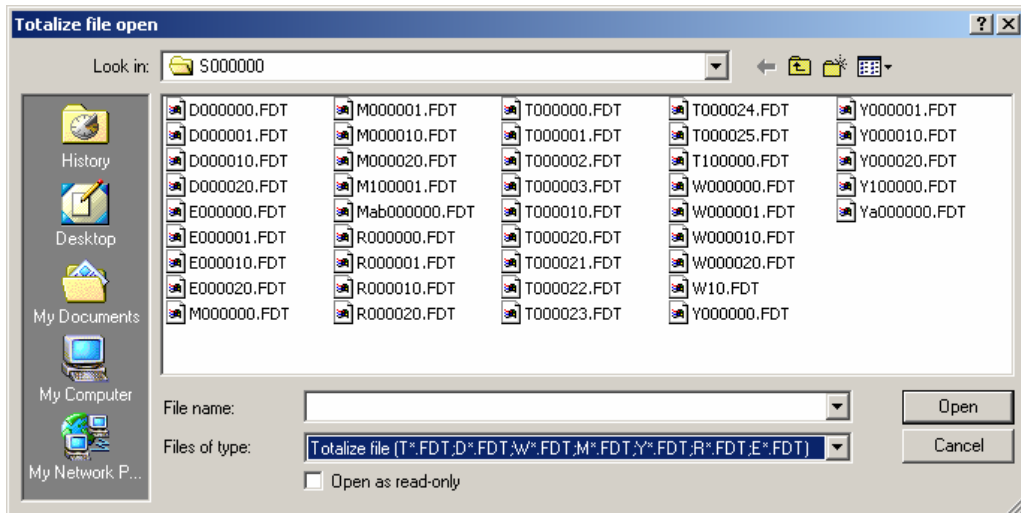 Totalize file open
Look in: S000000
History
Desktop
My Documents
My Computer
My Network P...
D000000.FDT
D000001.FDT
D000010.FDT
D000020.FDT
E000000.FDT
E000001.FDT
E000010.FDT
E000020.FDT
M000000.FDT
M000001.FDT
M000010.FDT
M000020.FDT
M100001.FDT
Mab000000.FDT
R000000.FDT
R000001.FDT
R000010.FDT
R000020.FDT
T000000.FDT
T000001.FDT
T000002.FDT
T000003.FDT
T000010.FDT
T000020.FDT
T000021.FDT
T000022.FDT
T000023.FDT
T000024.FDT
T000025.FDT
T100000.FDT
W000000.FDT
W000001.FDT
W000010.FDT
W000020.FDT
W10.FDT
Y000000.FDT
Y000001.FDT
Y000010.FDT
Y000020.FDT
Y100000.FDT
Ya000000.FDT
File name:
Open
Files of type: Totalize file (T*.FDT;D*.FDT;W*.FDT;M*.FDT;Y*.FDT;R*.FDT;E*.FDT)
Cancel
Open as read-only